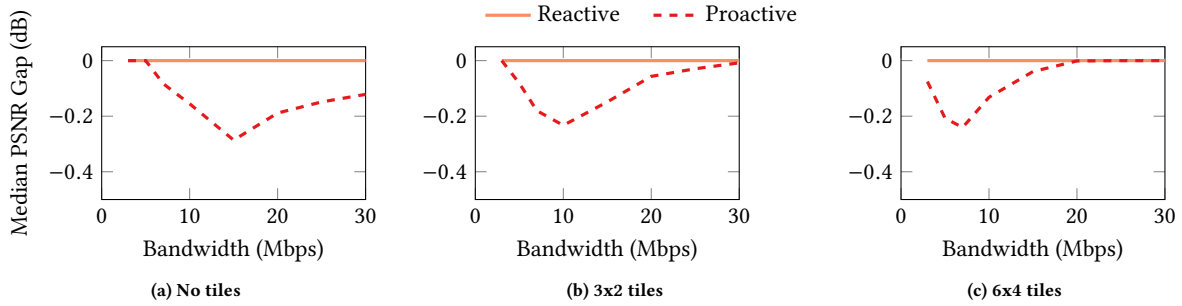 Reactive Proactive
Median PSNR Gap (dB)
0
−0.2
−0.4
0 10 20 30
Bandwidth (Mbps)
(a) No tiles
0
−0.2
−0.4
0 10 20 30
Bandwidth (Mbps)
(b) 3x2 tiles
0
−0.2
−0.4
0 10 20 30
Bandwidth (Mbps)
(c) 6x4 tiles